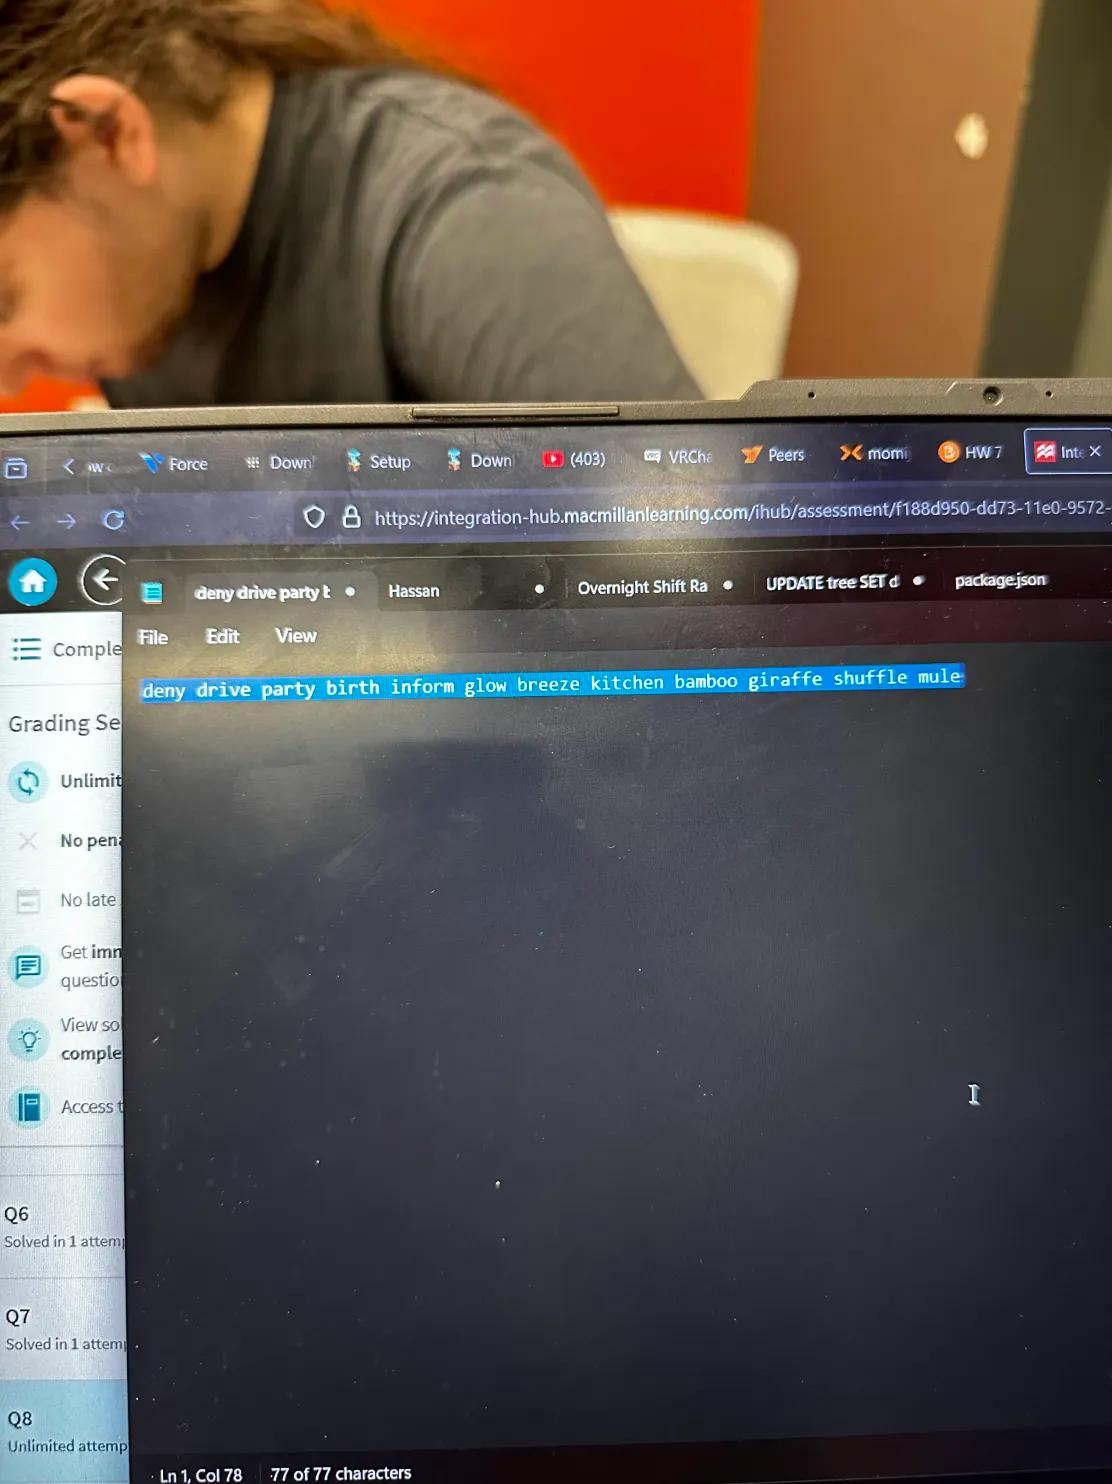 Force
Down
Setup
Down
(403)
VRCha
Peers
momi
HW 7
Inte
https://integration-hub.macmillanlearning.com/ihub/assessment/f188d950-dd73-11e0-9572-
deny drive party b
Hassan
Overnight Shift Ra
UPDATE tree SET d
package.json
File Edit View
deny drive party birth inform glow breeze kitchen bamboo giraffe shuffle mule
Comple
Grading Se
Unlimit
No pena
No late
Get imm
question
View so
comple
Access t
Q6
Solved in 1 attemp
Q7
Solved in 1 attemp
Q8
Unlimited attemp
Ln 1, Col 78
77 of 77 characters